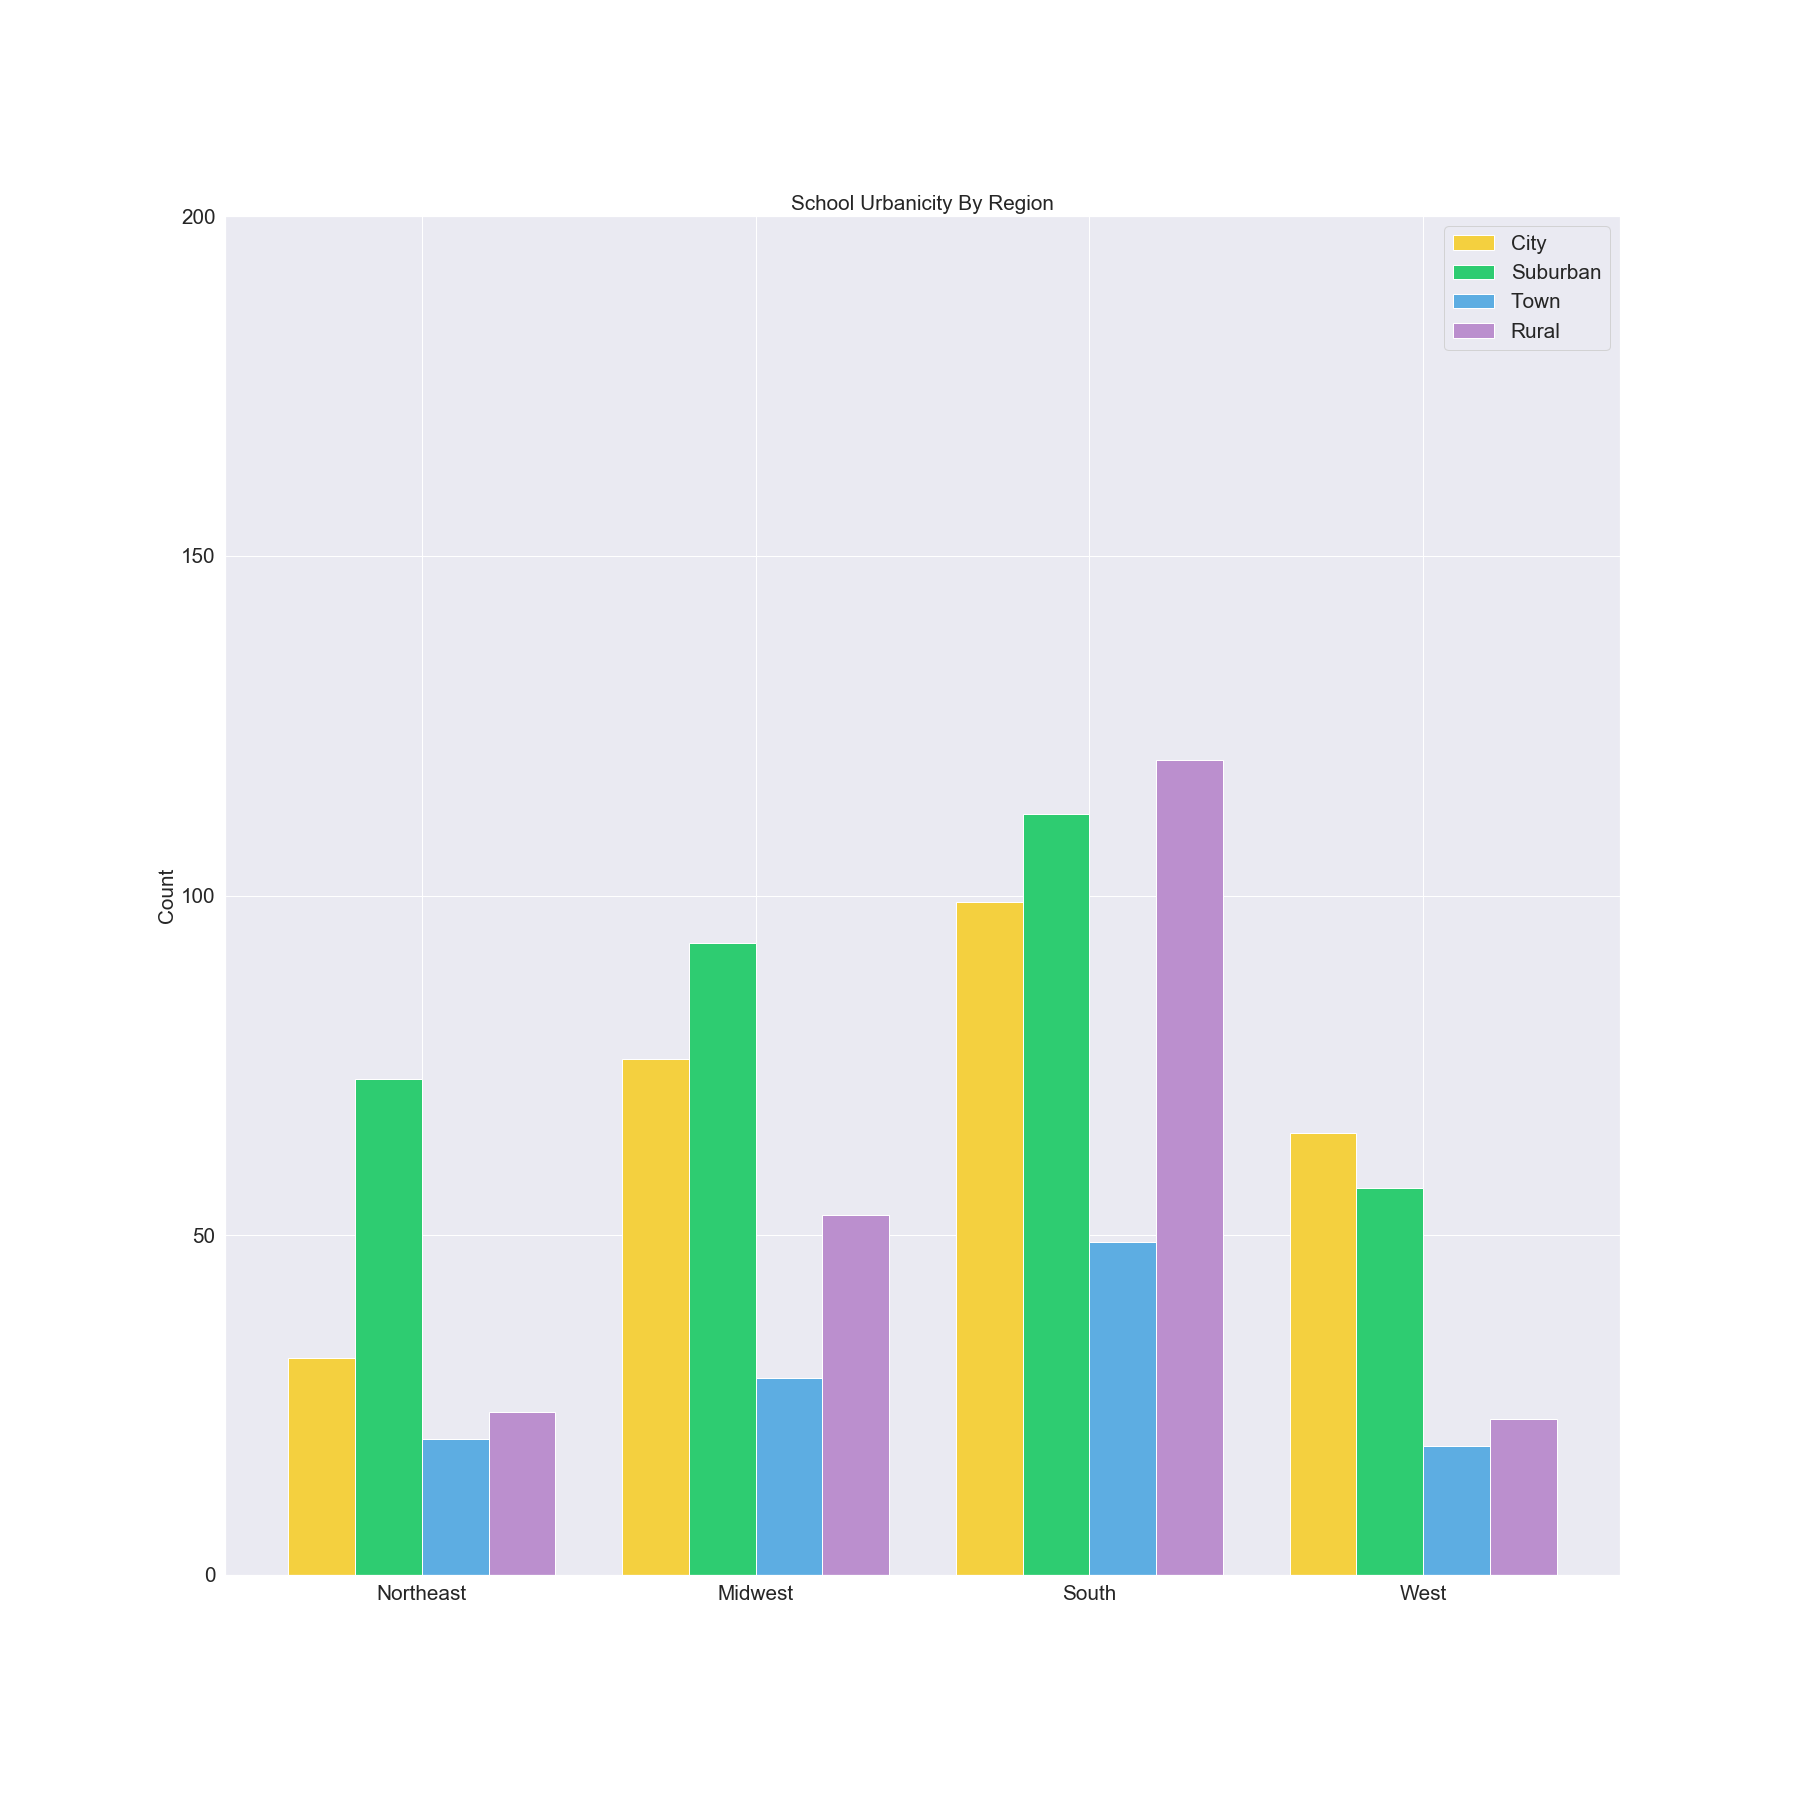 School Urbanicity By Region
200
150
100
50
0
Count
City
Suburban
Town
Rural
Northeast Midwest South West